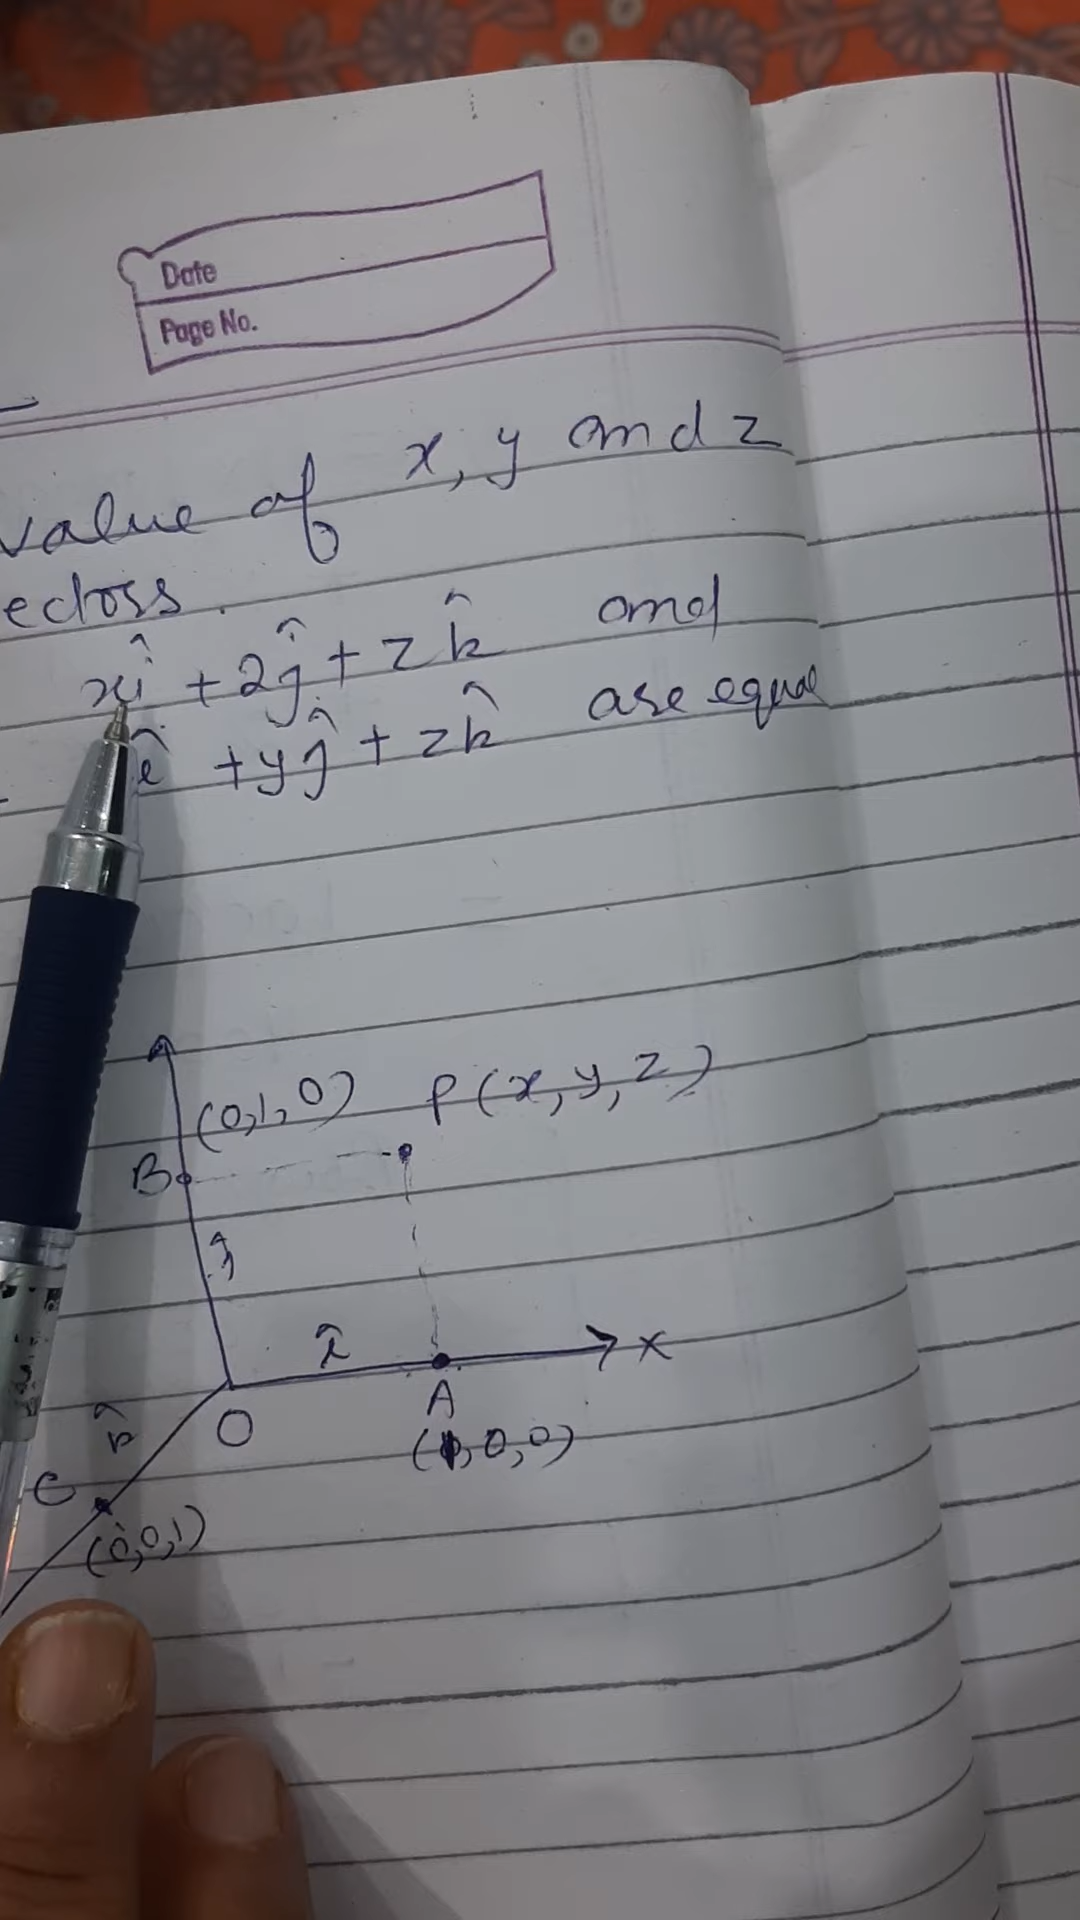 Date
Page No.
value of x, y and z
ectors.
xî + 2ĵ + zk̂ and
î + yĵ + zk̂ are equal
(0,1,0) P(x,y,z)
B
ĵ
î
X
A
k̂
O
(1,0,0)
C
(0,0,1)